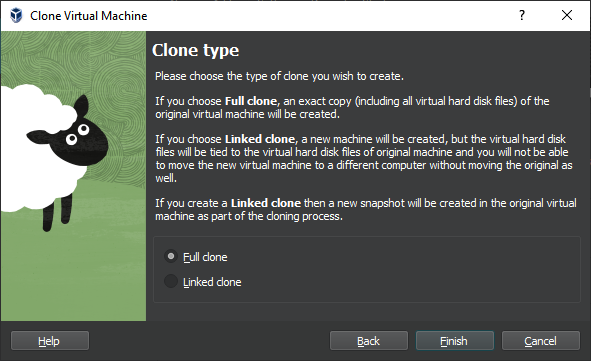 Clone Virtual Machine
?
Clone type
Please choose the type of clone you wish to create.
If you choose Full clone, an exact copy (including all virtual hard disk files) of the
original virtual machine will be created.
If you choose Linked clone, a new machine will be created, but the virtual hard disk
files will be tied to the virtual hard disk files of original machine and you will not be able
to move the new virtual machine to a different computer without moving the original as
well.
If you create a Linked clone then a new snapshot will be created in the original virtual
machine as part of the cloning process.
Full clone
Linked clone
Help
Back
Finish
Cancel